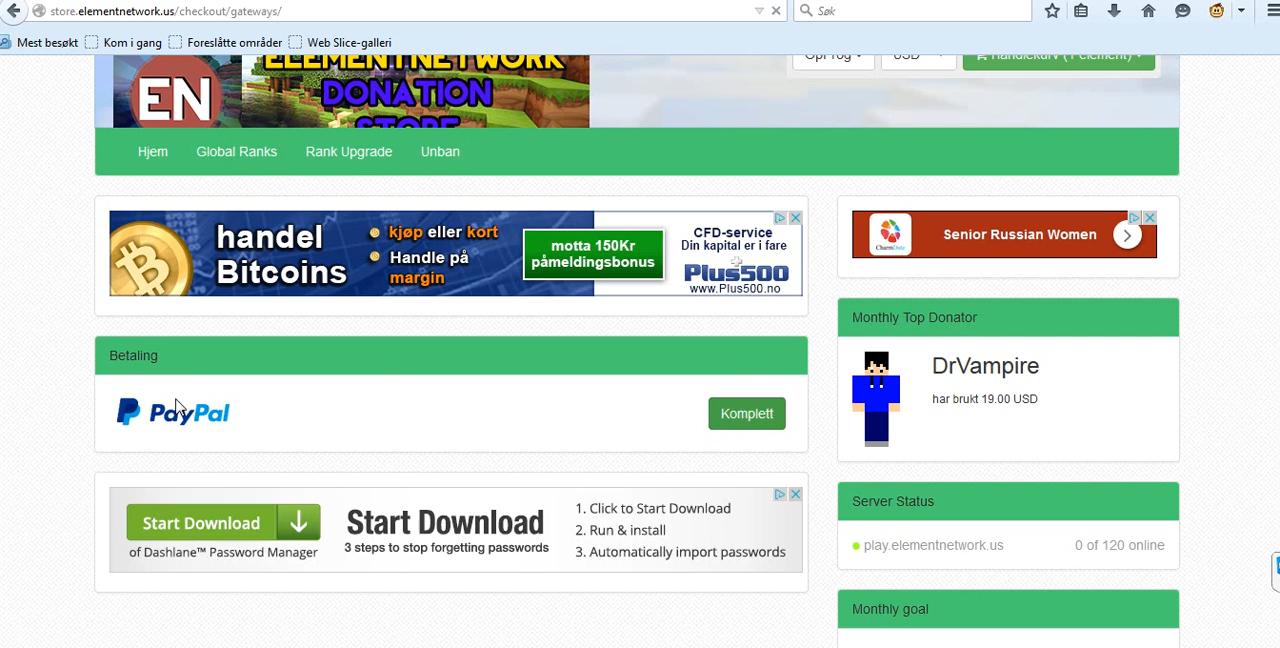 store.elementnetwork.us/checkout/gateways/
Søk
Mest besøkt
Kom i gang
Foreslåtte områder
Web Slice-galleri
EN
ELEMENTNETWORK
DONATION
STORE
USD
Handlekurv (1 element)
Hjem
Global Ranks
Rank Upgrade
Unban
handel
Bitcoins
kjøp eller kort
Handle på
margin
motta 150Kr
påmeldingsbonus
CFD-service
Din kapital er i fare
Plus500
www.Plus500.no
CharmDate
Senior Russian Women
Betaling
PayPal
Komplett
Monthly Top Donator
DrVampire
har brukt 19.00 USD
Start Download
of Dashlane™ Password Manager
Start Download
3 steps to stop forgetting passwords
1. Click to Start Download
2. Run & install
3. Automatically import passwords
Server Status
play.elementnetwork.us
0 of 120 online
Monthly goal